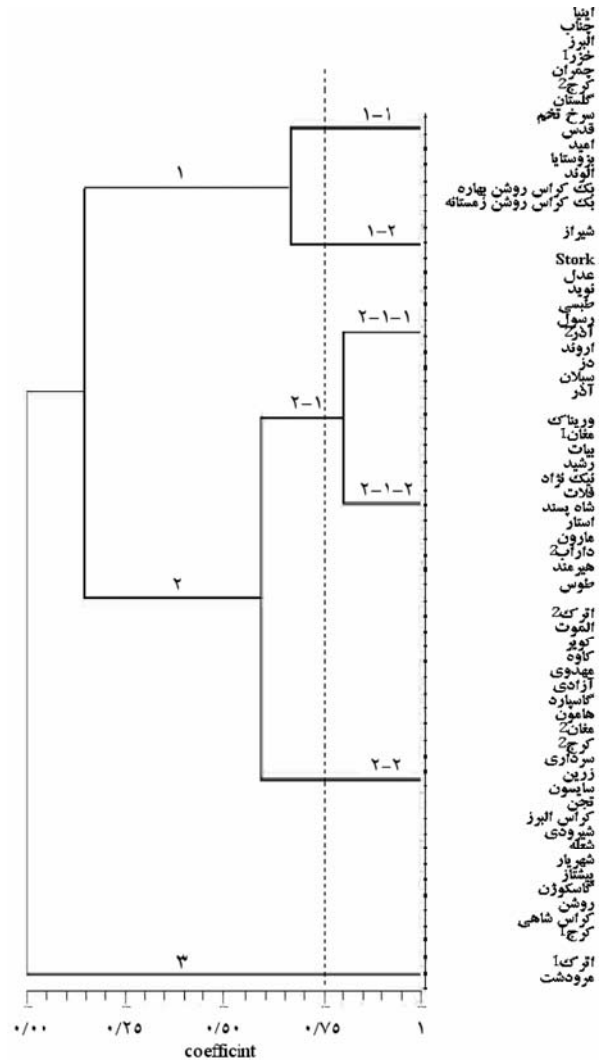 اینیا
چناب
البرز
خزر1
چمران
کرج2
گلستان
سرخ تخم
قدس
امید
بزوستایا
الوند
بک کراس روشن بهاره
بک کراس روشن زمستانه
شیراز
Stork
عدل
نوید
طبسی
رسول
آذر2
اروند
دز
سبلان
آذر
وریناک
مغان1
بیات
رشید
نیک نژاد
فلات
شاه پسند
استار
مارون
داراب2
هیرمند
طوس
اترک2
الموت
کویر
کاوه
مهدوی
آزادی
گاسپارد
هامون
مغان2
کرج2
سرداری
زرین
سایسون
تجن
کراس البرز
شیرودی
شعله
شهریار
پیشتاز
گاسکوژن
روشن
کراس شاهی
کرج1
اترک1
مرودشت
۱-۱
۱
۱-۲
۲-۱-۱
۲-۱
۲-۱-۲
۲
۲-۲
۳
۰/۰۰ ۰/۲۵ ۰/۵۰ ۰/۷۵ ۱
coefficint